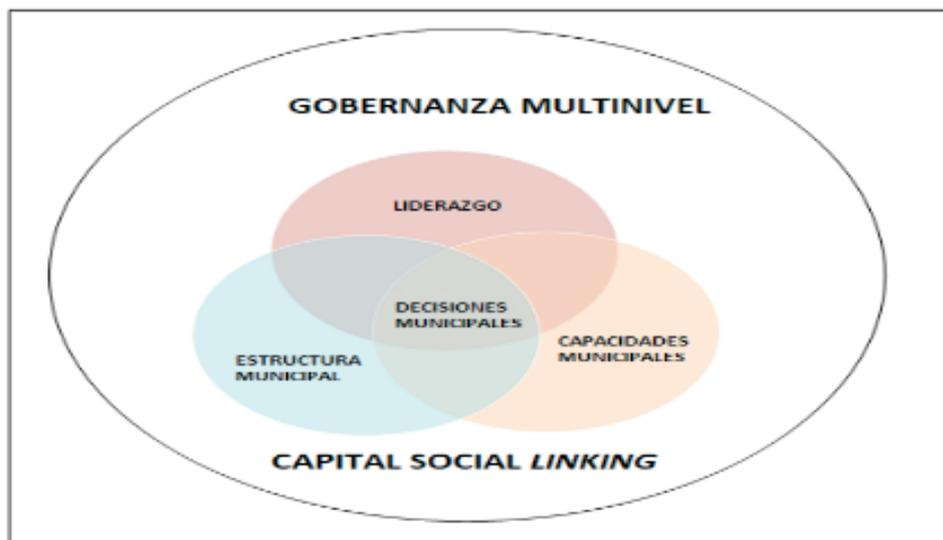 GOBERNANZA MULTINIVEL
LIDERAZGO
DECISIONES
MUNICIPALES
CAPACIDADES
MUNICIPALES
ESTRUCTURA
MUNICIPAL
CAPITAL SOCIAL LINKING